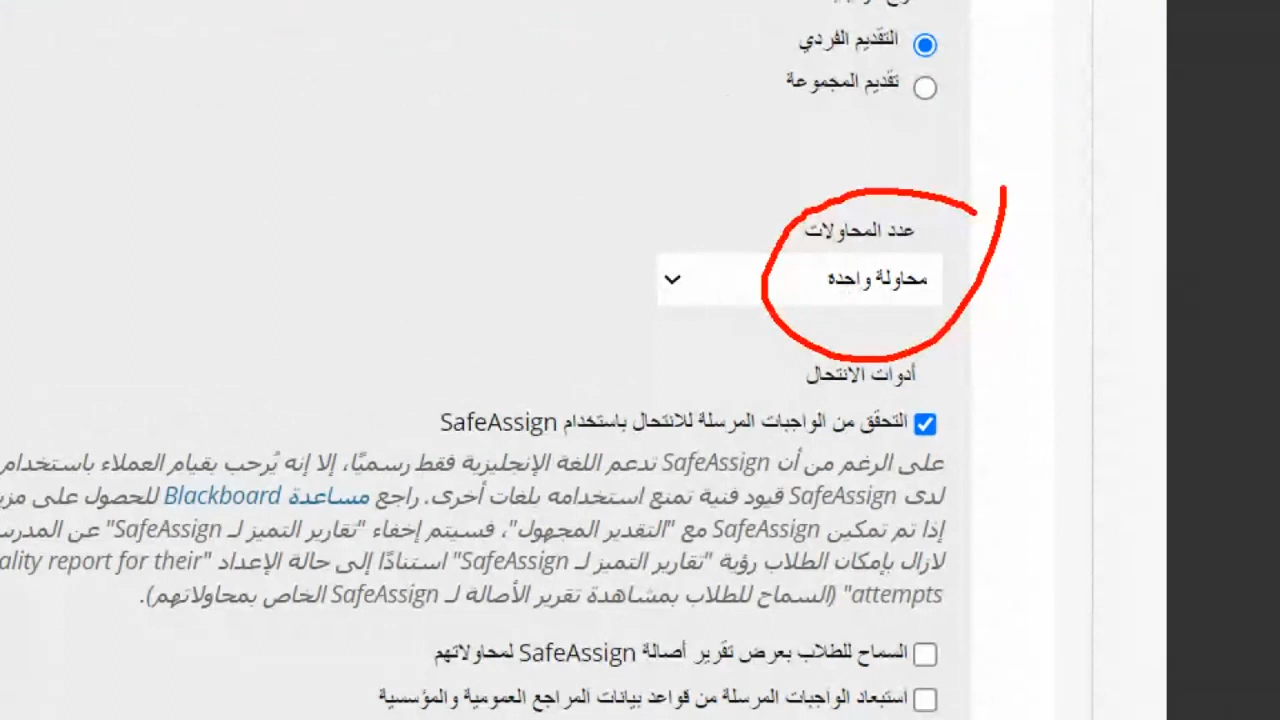 التقديم الفردي
تقديم المجموعة
عدد المحاولات
محاولة واحده
أدوات الانتحال
التحقق من الواجبات المرسلة للانتحال باستخدام SafeAssign
على الرغم من أن SafeAssign تدعم اللغة الإنجليزية فقط رسميًا، إلا إنه يُرحب بقيام العملاء باستخدام
لدى SafeAssign قيود فنية تمنع استخدامه بلغات أخرى. راجع مساعدة Blackboard للحصول على
إذا تم تمكين SafeAssign مع "التقدير المجهول"، فسيتم إخفاء "تقارير التميز لـ SafeAssign" عن
لازال بإمكان الطلاب رؤية "تقارير التميز لـ SafeAssign" استنادًا إلى حالة الإعداد "ality report for their
attempts" (السماح للطلاب بمشاهدة تقرير الأصالة لـ SafeAssign الخاص بمحاولاتهم).
السماح للطلاب بعرض تقرير أصالة SafeAssign لمحاولاتهم
استبعاد الواجبات المرسلة من قواعد بيانات المراجع العمومية والمؤسسية